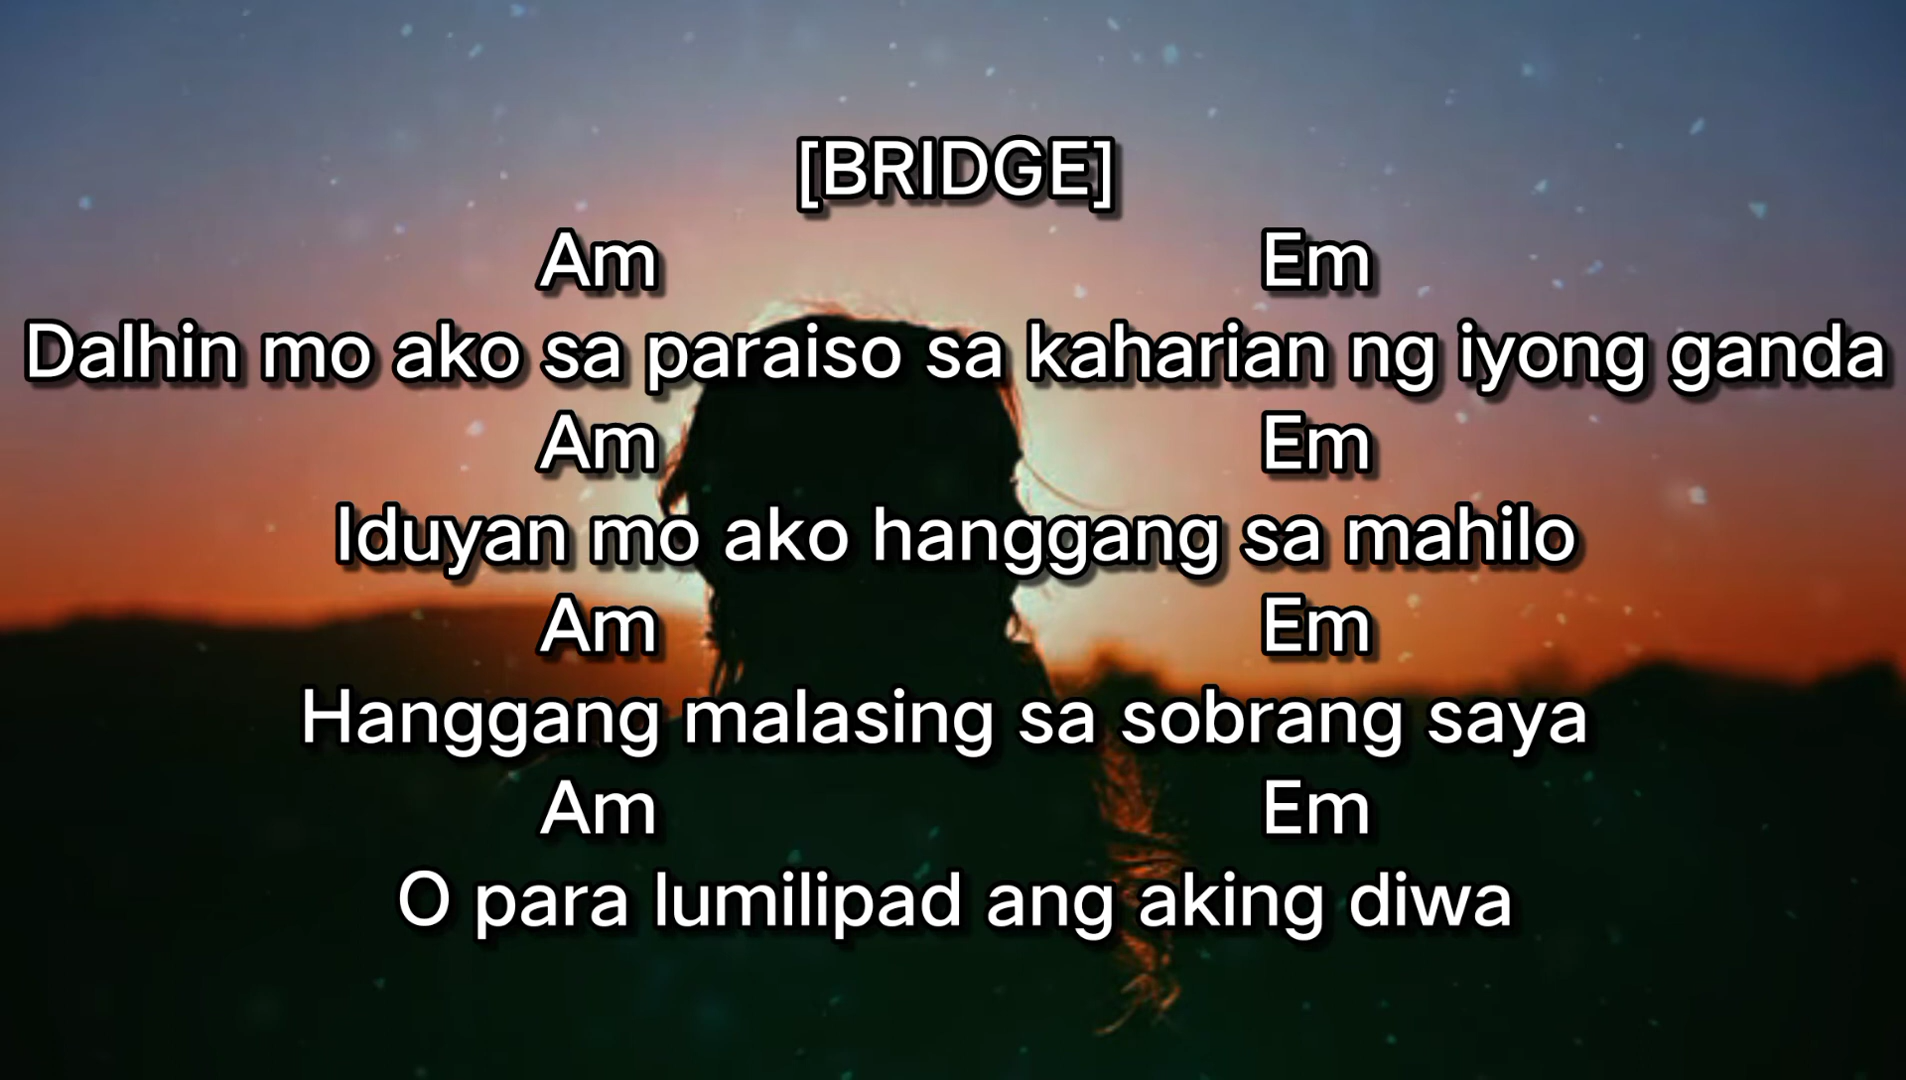 [BRIDGE]
Am Em
Dalhin mo ako sa paraiso sa kaharian ng iyong ganda
Am Em
Iduyan mo ako hanggang sa mahilo
Am Em
Hanggang malasing sa sobrang saya
Am Em
O para lumilipad ang aking diwa